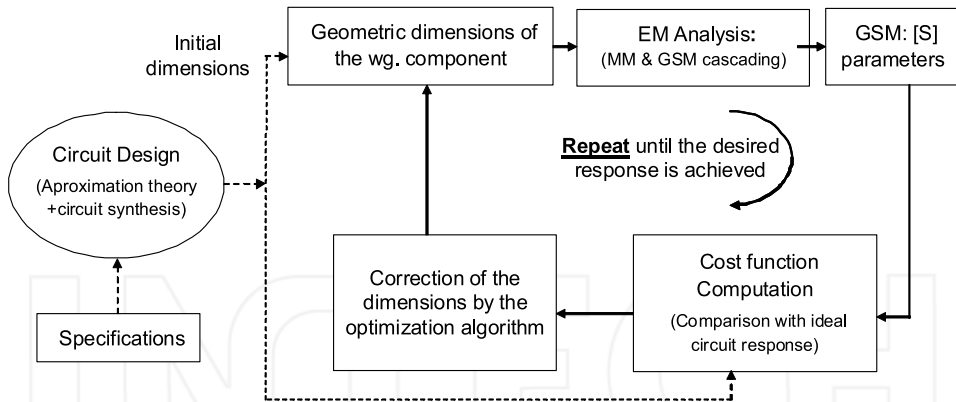 Initial
dimensions
Geometric dimensions
of the wg. component
EM Analysis:
(MM & GSM cascading)
GSM: [S]
parameters
Circuit Design
(Aproximation theory
+circuit synthesis)
Repeat until the desired
response is achieved
Specifications
Correction of the
dimensions by the
optimization algorithm
Cost function
Computation
(Comparison with ideal
circuit response)
INTECH